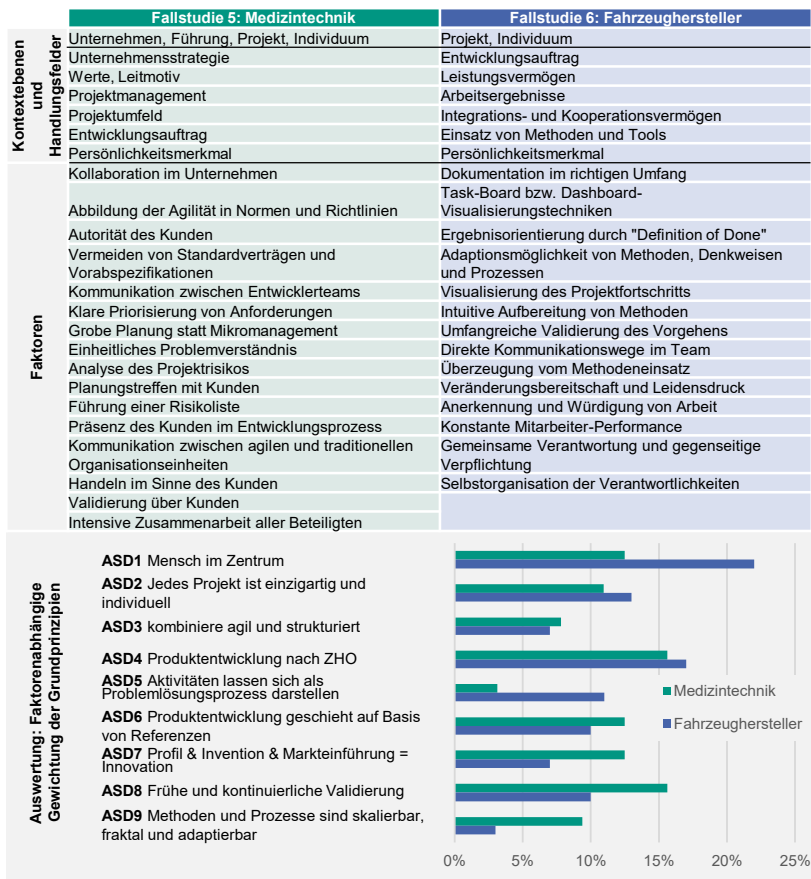 Fallstudie 5: Medizintechnik
Fallstudie 6: Fahrzeughersteller
Kontextebenen
und
Handlungsfelder
Unternehmen, Führung, Projekt, Individuum
Projekt, Individuum
Unternehmensstrategie
Entwicklungsauftrag
Werte, Leitmotiv
Leistungsvermögen
Projektmanagement
Arbeitsergebnisse
Projektumfeld
Integrations- und Kooperationsvermögen
Entwicklungsauftrag
Einsatz von Methoden und Tools
Persönlichkeitsmerkmal
Persönlichkeitsmerkmal
Faktoren
Kollaboration im Unternehmen
Dokumentation im richtigen Umfang
Abbildung der Agilität in Normen und Richtlinien
Task-Board bzw. Dashboard-
Visualisierungstechniken
Autorität des Kunden
Ergebnisorientierung durch "Definition of Done"
Vermeiden von Standardverträgen und
Vorabspezifikationen
Adaptionsmöglichkeit von Methoden, Denkweisen
und Prozessen
Kommunikation zwischen Entwicklerteams
Visualisierung des Projektfortschritts
Klare Priorisierung von Anforderungen
Intuitive Aufbereitung von Methoden
Grobe Planung statt Mikromanagement
Umfangreiche Validierung des Vorgehens
Einheitliches Problemverständnis
Direkte Kommunikationswege im Team
Analyse des Projektrisikos
Überzeugung vom Methodeneinsatz
Planungstreffen mit Kunden
Veränderungsbereitschaft und Leidensdruck
Führung einer Risikoliste
Anerkennung und Würdigung von Arbeit
Präsenz des Kunden im Entwicklungsprozess
Konstante Mitarbeiter-Performance
Kommunikation zwischen agilen und traditionellen
Organisationseinheiten
Gemeinsame Verantwortung und gegenseitige
Verpflichtung
Handeln im Sinne des Kunden
Selbstorganisation der Verantwortlichkeiten
Validierung über Kunden
Intensive Zusammenarbeit aller Beteiligten
Auswertung: Faktorenabhängige
Gewichtung der Grundprinzipien
ASD1 Mensch im Zentrum
ASD2 Jedes Projekt ist einzigartig und
individuell
ASD3 kombiniere agil und strukturiert
ASD4 Produktentwicklung nach ZHO
ASD5 Aktivitäten lassen sich als
Problemlösungsprozess darstellen
ASD6 Produktentwicklung geschieht auf Basis
von Referenzen
ASD7 Profil & Invention & Markteinführung =
Innovation
ASD8 Frühe und kontinuierliche Validierung
ASD9 Methoden und Prozesse sind skalierbar,
fraktal und adaptierbar
Medizintechnik
Fahrzeughersteller
0% 5% 10% 15% 20% 25%